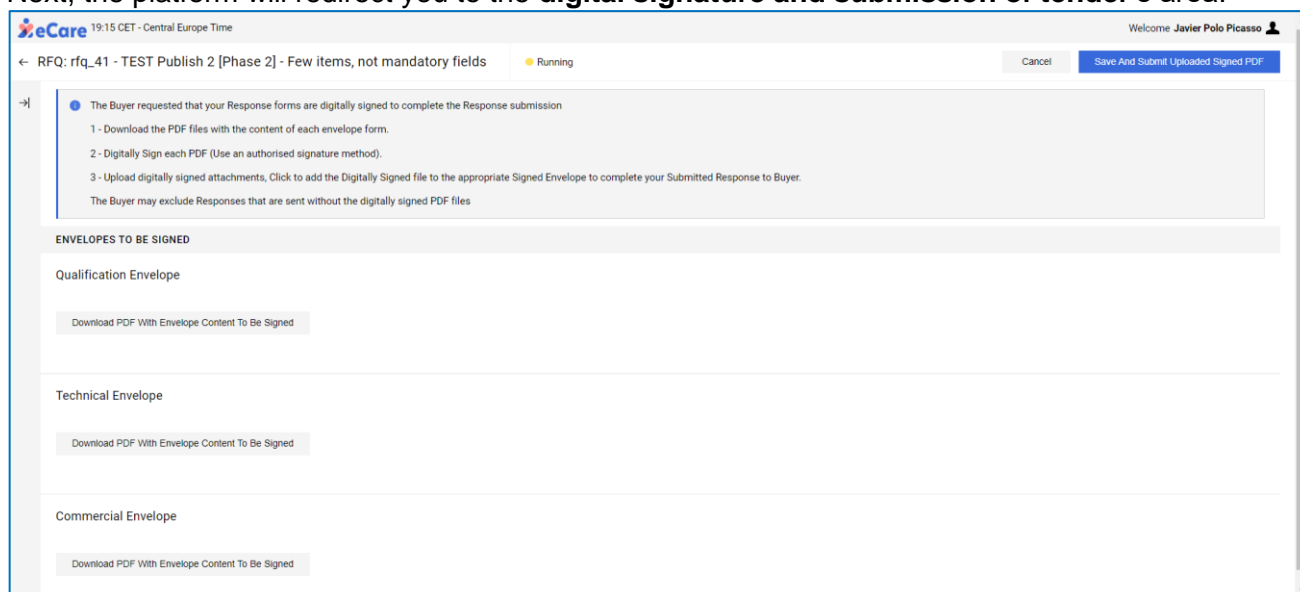 Next, the platform will redirect you to the digital signature and submission of tender's area:
eCare 19:15 CET - Central Europe Time
Welcome Javier Polo Picasso
← RFQ: rfq_41 - TEST Publish 2 [Phase 2] - Few items, not mandatory fields
Running
Cancel
Save And Submit Uploaded Signed PDF
The Buyer requested that your Response forms are digitally signed to complete the Response submission
1 - Download the PDF files with the content of each envelope form.
2 - Digitally Sign each PDF (Use an authorised signature method).
3 - Upload digitally signed attachments, Click to add the Digitally Signed file to the appropriate Signed Envelope to complete your Submitted Response to Buyer.
The Buyer may exclude Responses that are sent without the digitally signed PDF files
ENVELOPES TO BE SIGNED
Qualification Envelope
Download PDF With Envelope Content To Be Signed
Technical Envelope
Download PDF With Envelope Content To Be Signed
Commercial Envelope
Download PDF With Envelope Content To Be Signed